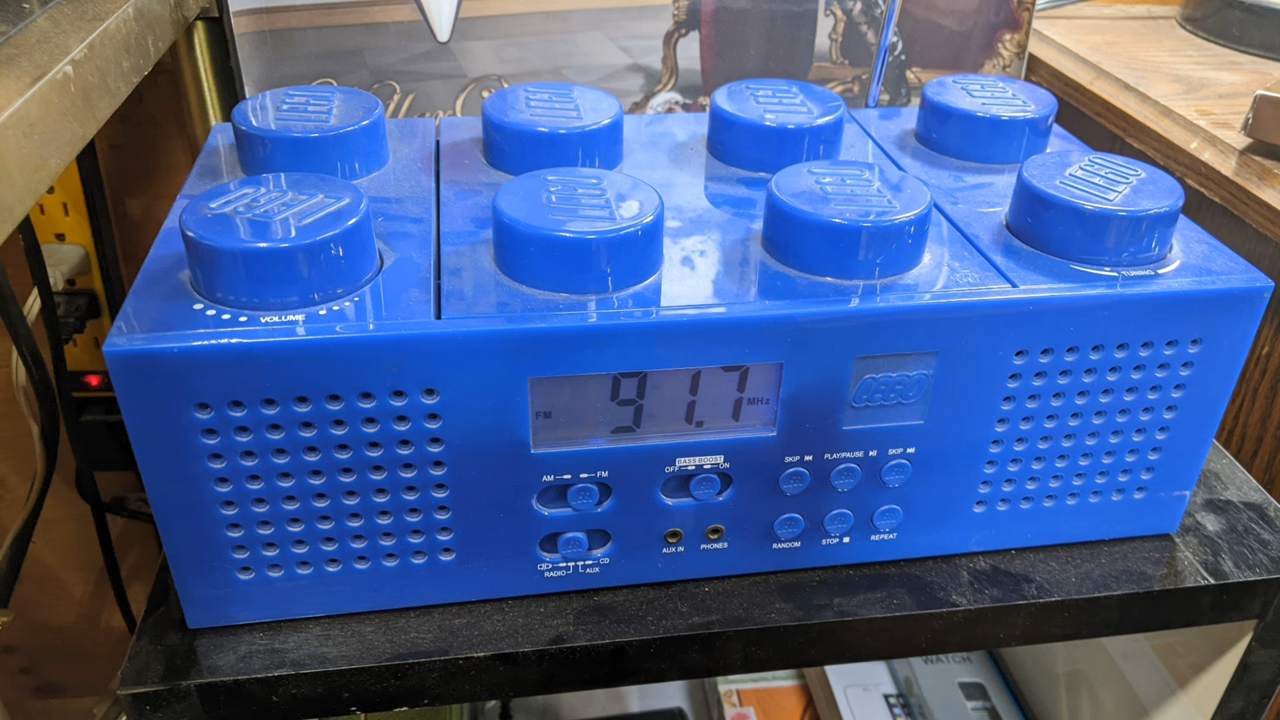 LEGO
LEGO
LEGO
LEGO
LEGO
LEGO
LEGO
LEGO
VOLUME
TUNING
FM 91.7 MHz
LEGO
AM FM
BASS BOOST
OFF ON
SKIP PLAY/PAUSE SKIP
RADIO AUX CD
AUX IN PHONES
RANDOM STOP REPEAT
WATCH